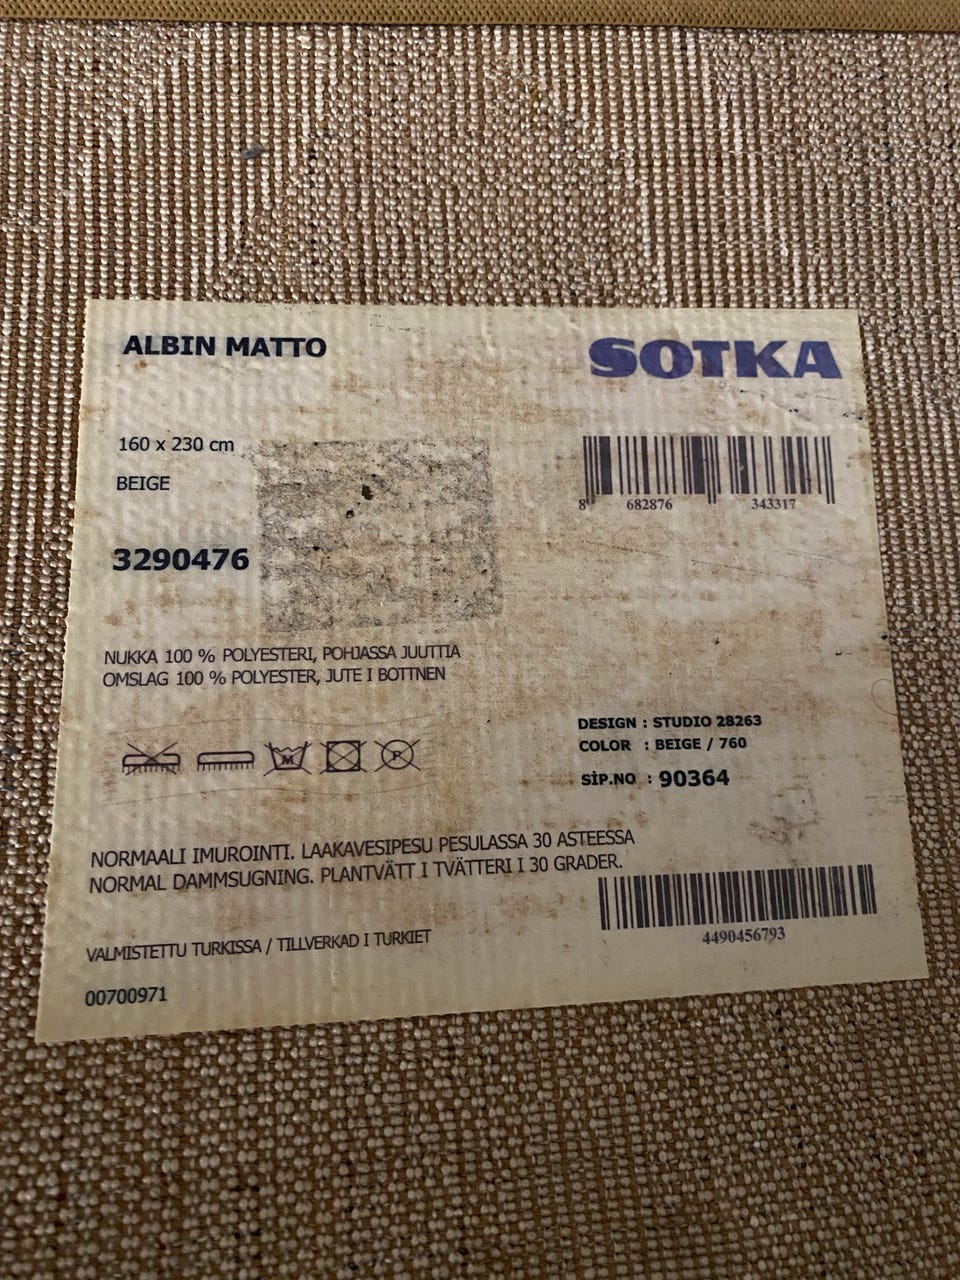 ALBIN MATTO
SOTKA
160 x 230 cm
BEIGE
8 682876 343317
3290476
NUKKA 100 % POLYESTERI, POHJASSA JUUTTIA
OMSLAG 100 % POLYESTER, JUTE I BOTTNEN
DESIGN : STUDIO 28263
COLOR : BEIGE / 760
SİP.NO : 90364
M P
NORMAALI IMUROINTI. LAAKAVESIPESU PESULASSA 30 ASTEESSA
NORMAL DAMMSUGNING. PLANTVÄTT I TVÄTTERI I 30 GRADER.
4490456793
VALMISTETTU TURKISSA / TILLVERKAD I TURKIET
00700971